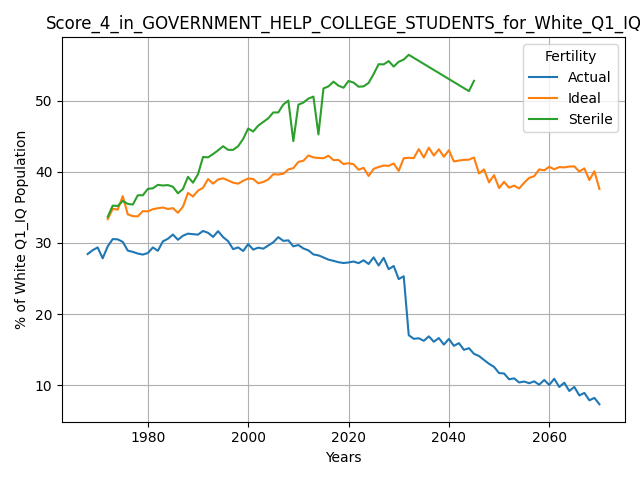 Score_4_in_GOVERNMENT_HELP_COLLEGE_STUDENTS_for_White_Q1_IQ
Fertility
Actual
Ideal
Sterile
% of White Q1_IQ Population
50
40
30
20
10
1980 2000 2020 2040 2060
Years